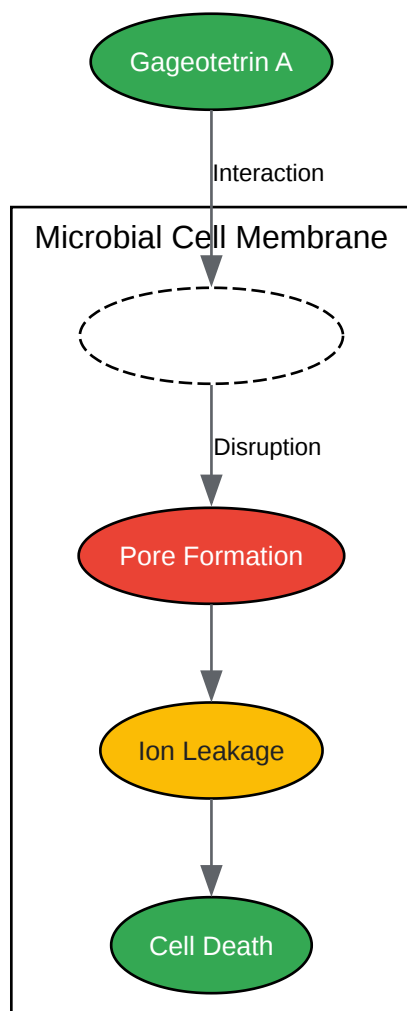 Gageotetrin A
Interaction
Microbial Cell Membrane
Disruption
Pore Formation
Ion Leakage
Cell Death